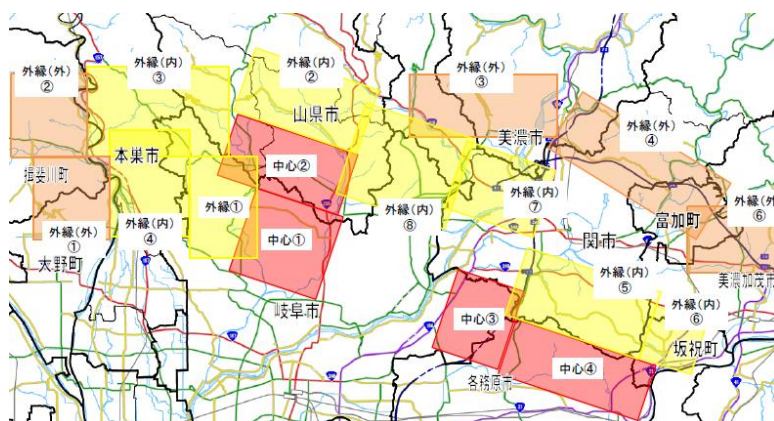 外縁(外)
②
外縁(内)
③
外縁(内)
②
外縁(外)
③
山県市
美濃市
外縁(外)
④
本巣市
中心②
揖斐川町
外縁①
外縁(内)
⑦
外縁(外)
①
外縁(内)
④
外縁(内)
⑧
富加町
外縁(外)
⑥
大野町
中心①
関市
美濃加茂市
外縁(内)
⑤
岐阜市
中心③
外縁(内)
⑥
坂祝町
各務原市
中心④